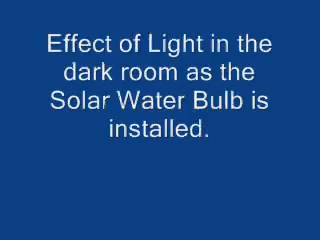 Effect of Light in the
dark room as the
Solar Water Bulb is
installed.